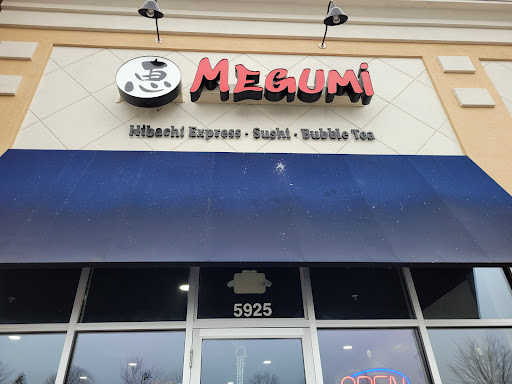 恵 MEGUMi
Hibachi Express • Sushi • Bubble Tea
5925
OPEN